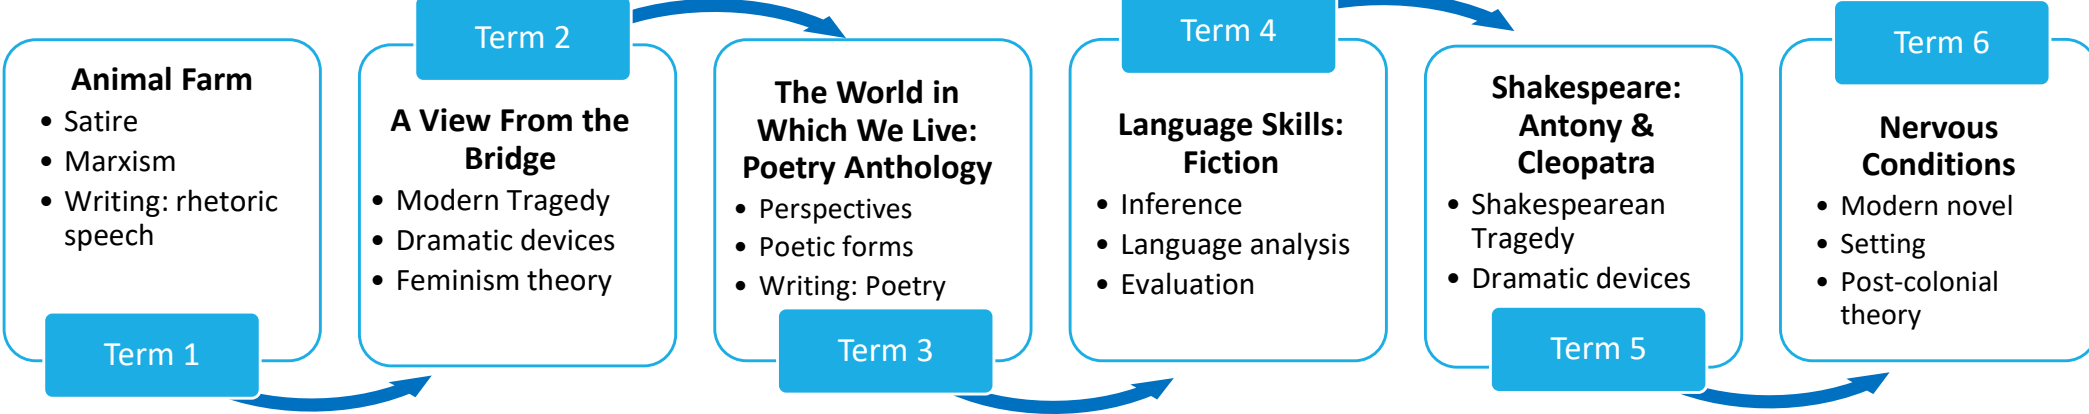 Animal Farm
• Satire
• Marxism
• Writing: rhetoric
speech
Term 1
Term 2
A View From the
Bridge
• Modern Tragedy
• Dramatic devices
• Feminism theory
The World in
Which We Live:
Poetry Anthology
• Perspectives
• Poetic forms
• Writing: Poetry
Term 3
Term 4
Language Skills:
Fiction
• Inference
• Language analysis
• Evaluation
Shakespeare:
Antony &
Cleopatra
• Shakespearean
Tragedy
• Dramatic devices
Term 5
Term 6
Nervous
Conditions
• Modern novel
• Setting
• Post-colonial
theory